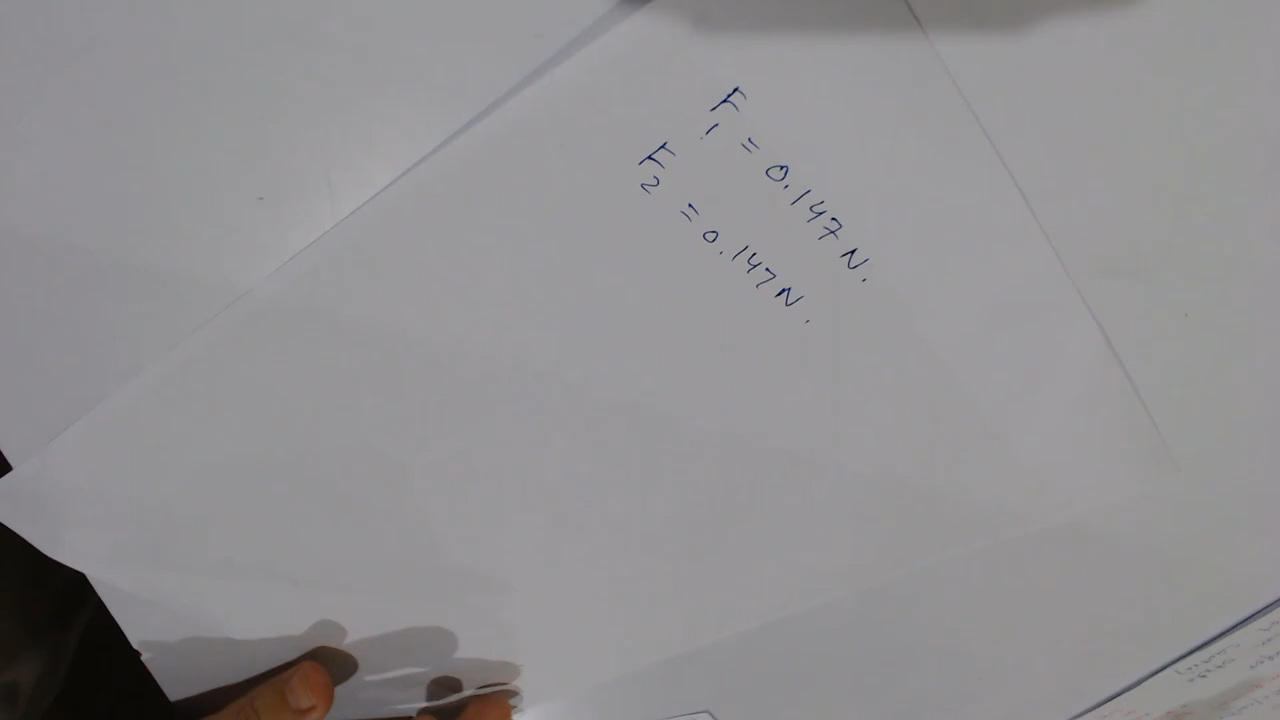 F₁ = 0.147 N.
F₂ = 0.147 N.